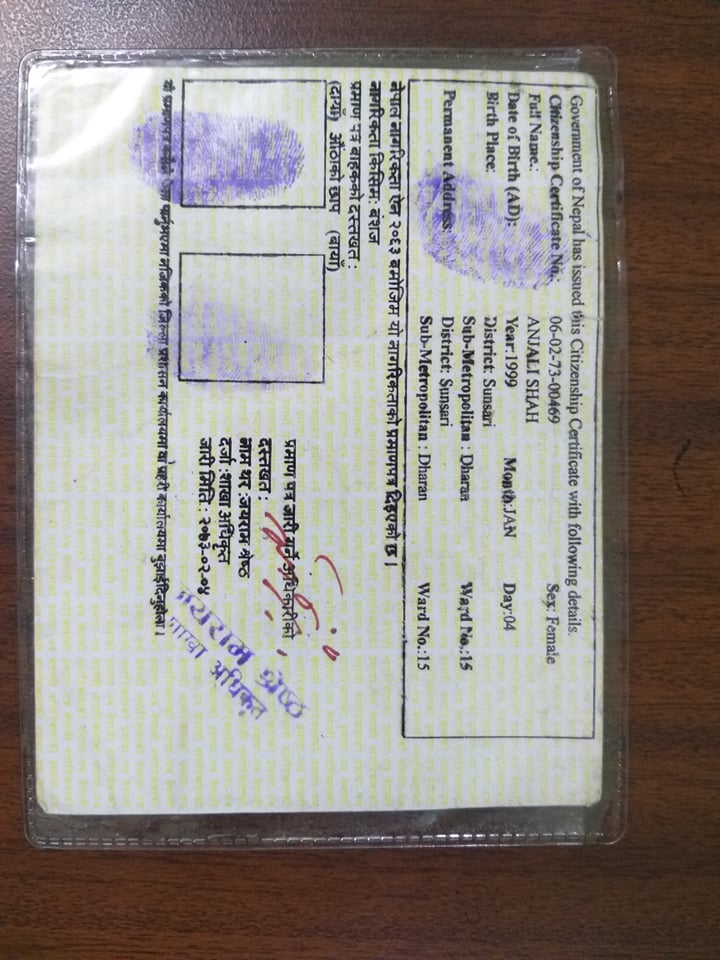 Government of Nepal has issued this Citizenship Certificate with following details.
Citizenship Certificate No.: 06-02-73-00469 Sex: Female
Full Name.: ANJALI SHAH
Date of Birth (AD): Year:1999 Month:JAN Day:04
Birth Place: District: Sunsari
Sub-Metropolitan : Dharan Ward No.:15
Permanent Address: District: Sunsari
Sub-Metropolitan : Dharan Ward No.:15
नेपाल नागरिकता ऐन २०६३ बमोजिम यो नागरिकताको प्रमाणपत्र दिइएको छ ।
नागरिकता किसिम: बंशज
प्रमाण पत्र बाहकको दस्तखत :
(दायाँ) औंठाको छाप (बायाँ)
प्रमाण पत्र जारी गर्ने अधिकारीको
दस्तखत :
नाम थर :जयराम श्रेष्ठ
दर्जा :शाखा अधिकृत
जारी मिति : २०७३-०२-०४
जयराम श्रेष्ठ
शाखा अधिकृत
यो प्रमाणपत्र कसैले पाउनुभएमा नजिकको जिल्ला प्रशासन कार्यालयमा वा प्रहरी कार्यालयमा बुझाईदिनुहोला ।